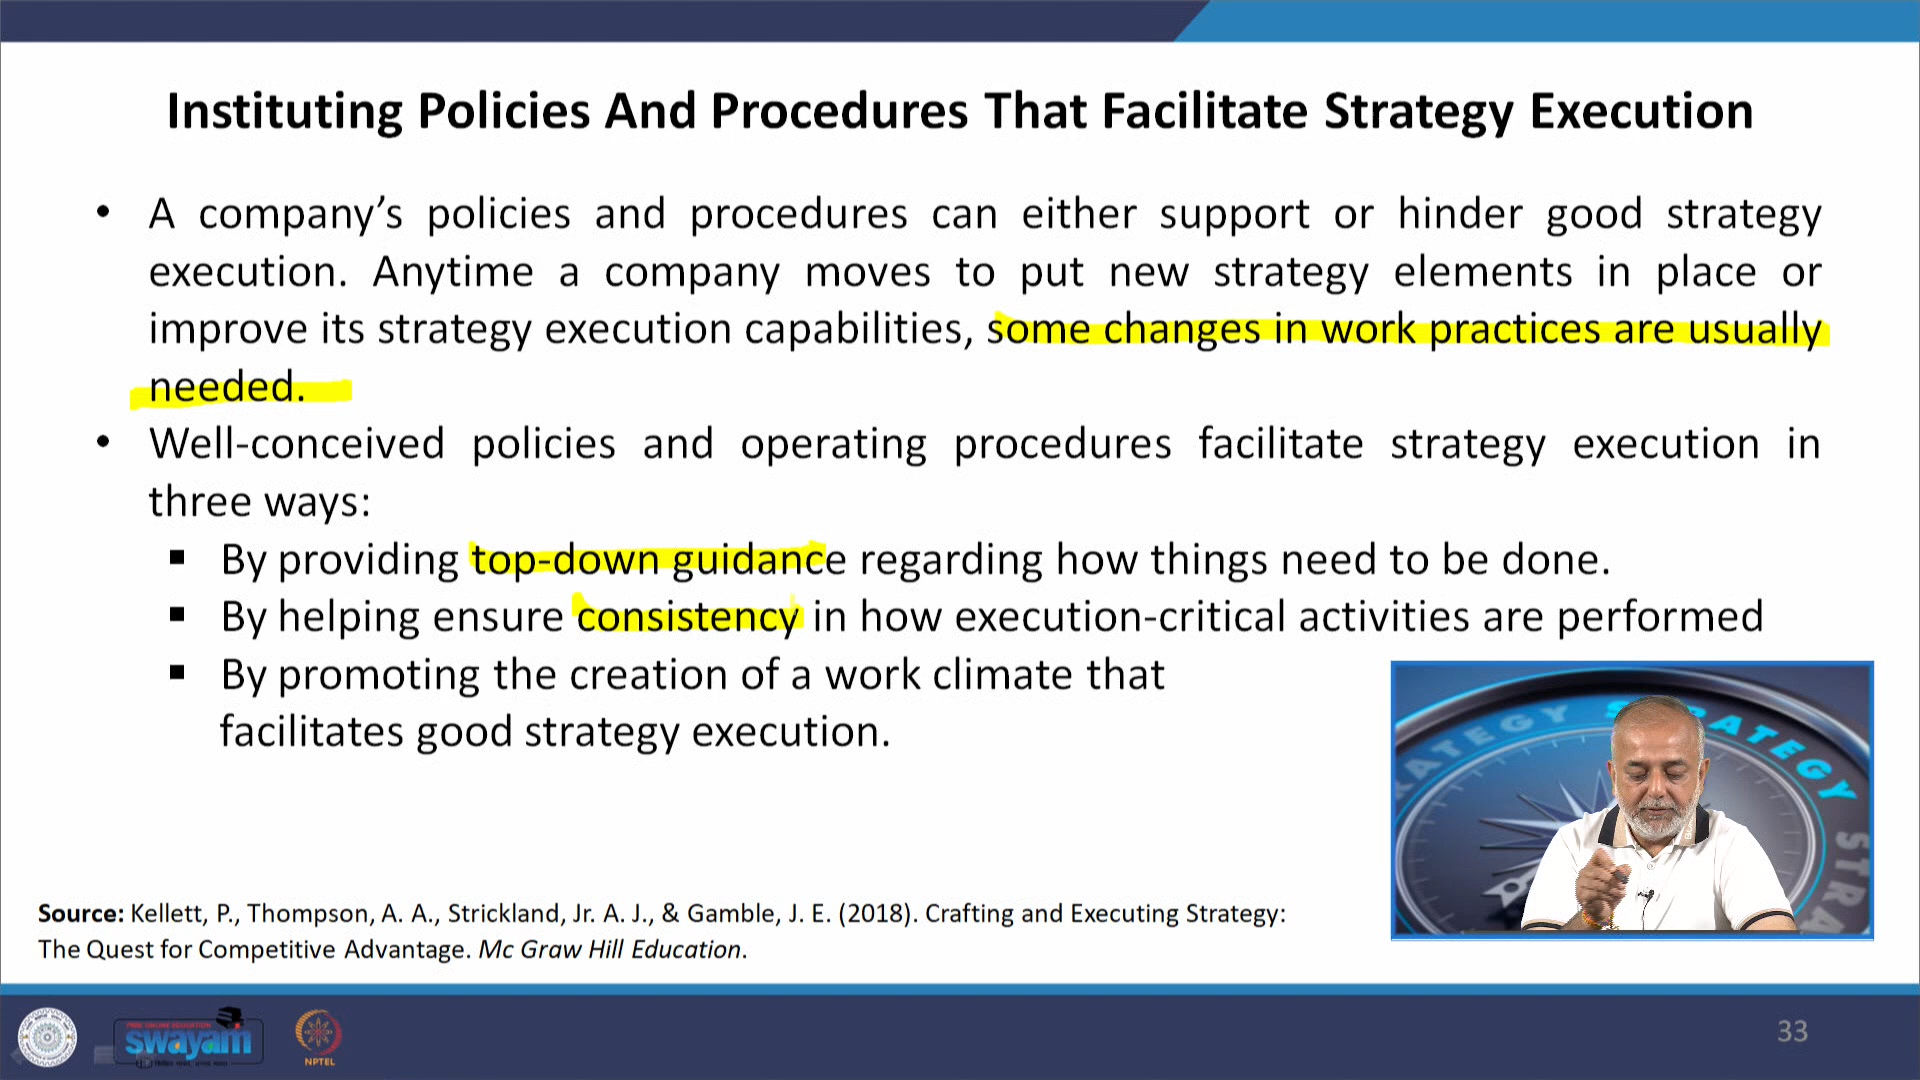 Instituting Policies And Procedures That Facilitate Strategy Execution
• A company’s policies and procedures can either support or hinder good strategy
execution. Anytime a company moves to put new strategy elements in place or
improve its strategy execution capabilities, some changes in work practices are usually
needed.
• Well-conceived policies and operating procedures facilitate strategy execution in
three ways:
▪ By providing top-down guidance regarding how things need to be done.
▪ By helping ensure consistency in how execution-critical activities are performed
▪ By promoting the creation of a work climate that
facilitates good strategy execution.
STRATEGY STRATEGY STRA
Source: Kellett, P., Thompson, A. A., Strickland, Jr. A. J., & Gamble, J. E. (2018). Crafting and Executing Strategy:
The Quest for Competitive Advantage. Mc Graw Hill Education.
FREE ONLINE EDUCATION
swayam
NPTEL
33